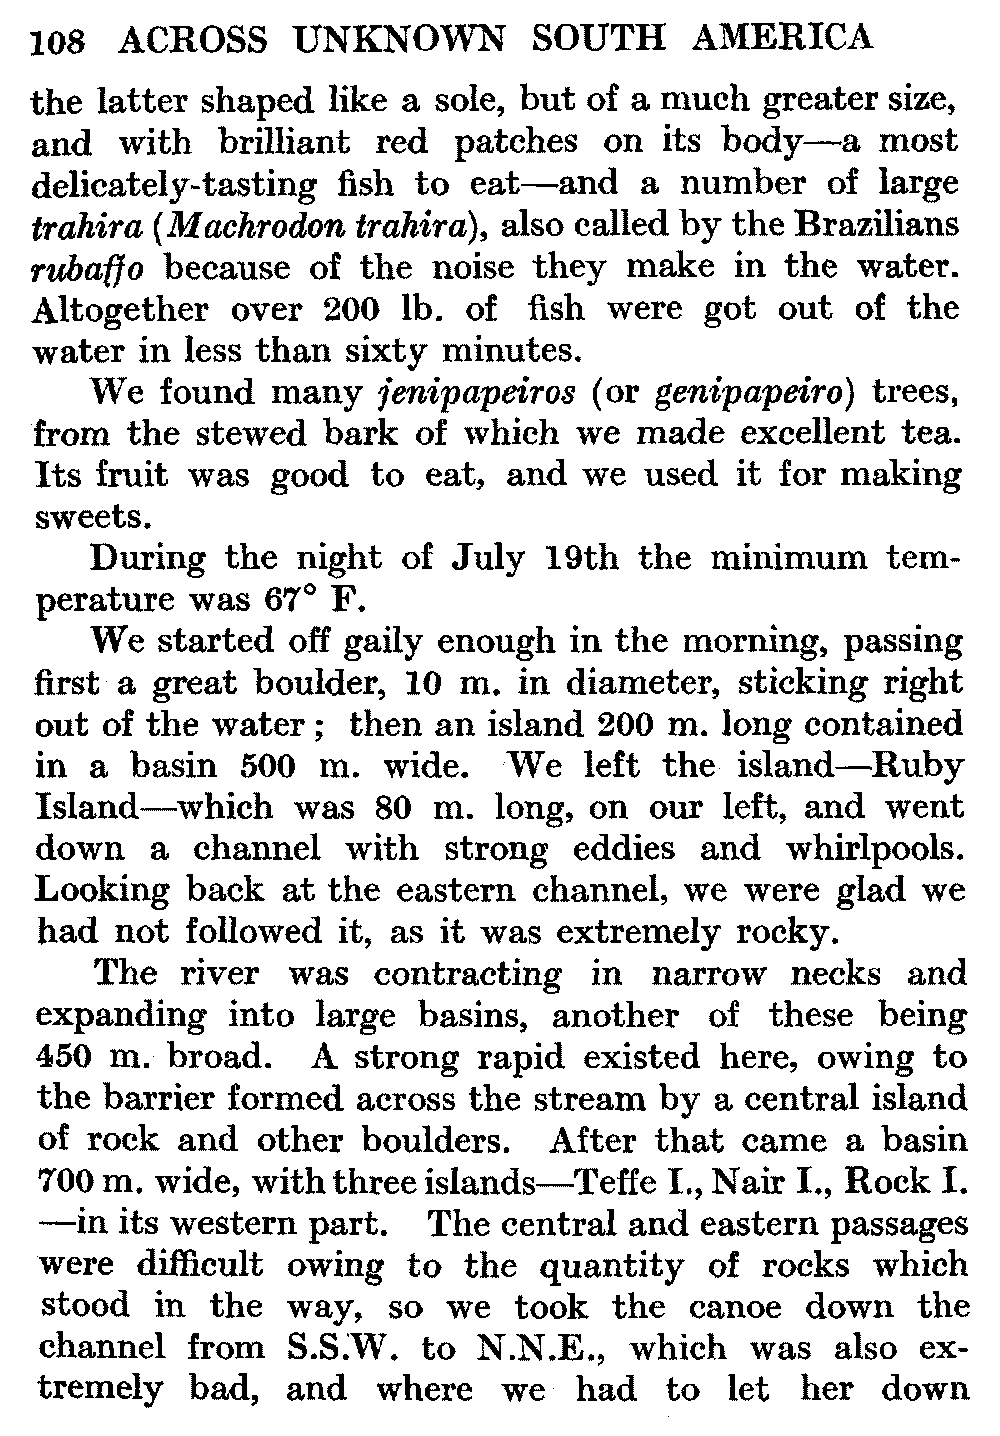 108 ACROSS UNKNOWN SOUTH AMERICA
the latter shaped like a sole, but of a much greater size,
and with brilliant red patches on its body—a most
delicately-tasting fish to eat—and a number of large
trahira (Machrodon trahira), also called by the Brazilians
rubaffo because of the noise they make in the water.
Altogether over 200 lb. of fish were got out of the
water in less than sixty minutes.
We found many jenipapeiros (or genipapeiro) trees,
from the stewed bark of which we made excellent tea.
Its fruit was good to eat, and we used it for making
sweets.
During the night of July 19th the minimum tem-
perature was 67° F.
We started off gaily enough in the morning, passing
first a great boulder, 10 m. in diameter, sticking right
out of the water; then an island 200 m. long contained
in a basin 500 m. wide. We left the island—Ruby
Island—which was 80 m. long, on our left, and went
down a channel with strong eddies and whirlpools.
Looking back at the eastern channel, we were glad we
had not followed it, as it was extremely rocky.
The river was contracting in narrow necks and
expanding into large basins, another of these being
450 m. broad. A strong rapid existed here, owing to
the barrier formed across the stream by a central island
of rock and other boulders. After that came a basin
700 m. wide, with three islands—Teffe I., Nair I., Rock I.
—in its western part. The central and eastern passages
were difficult owing to the quantity of rocks which
stood in the way, so we took the canoe down the
channel from S.S.W. to N.N.E., which was also ex-
tremely bad, and where we had to let her down